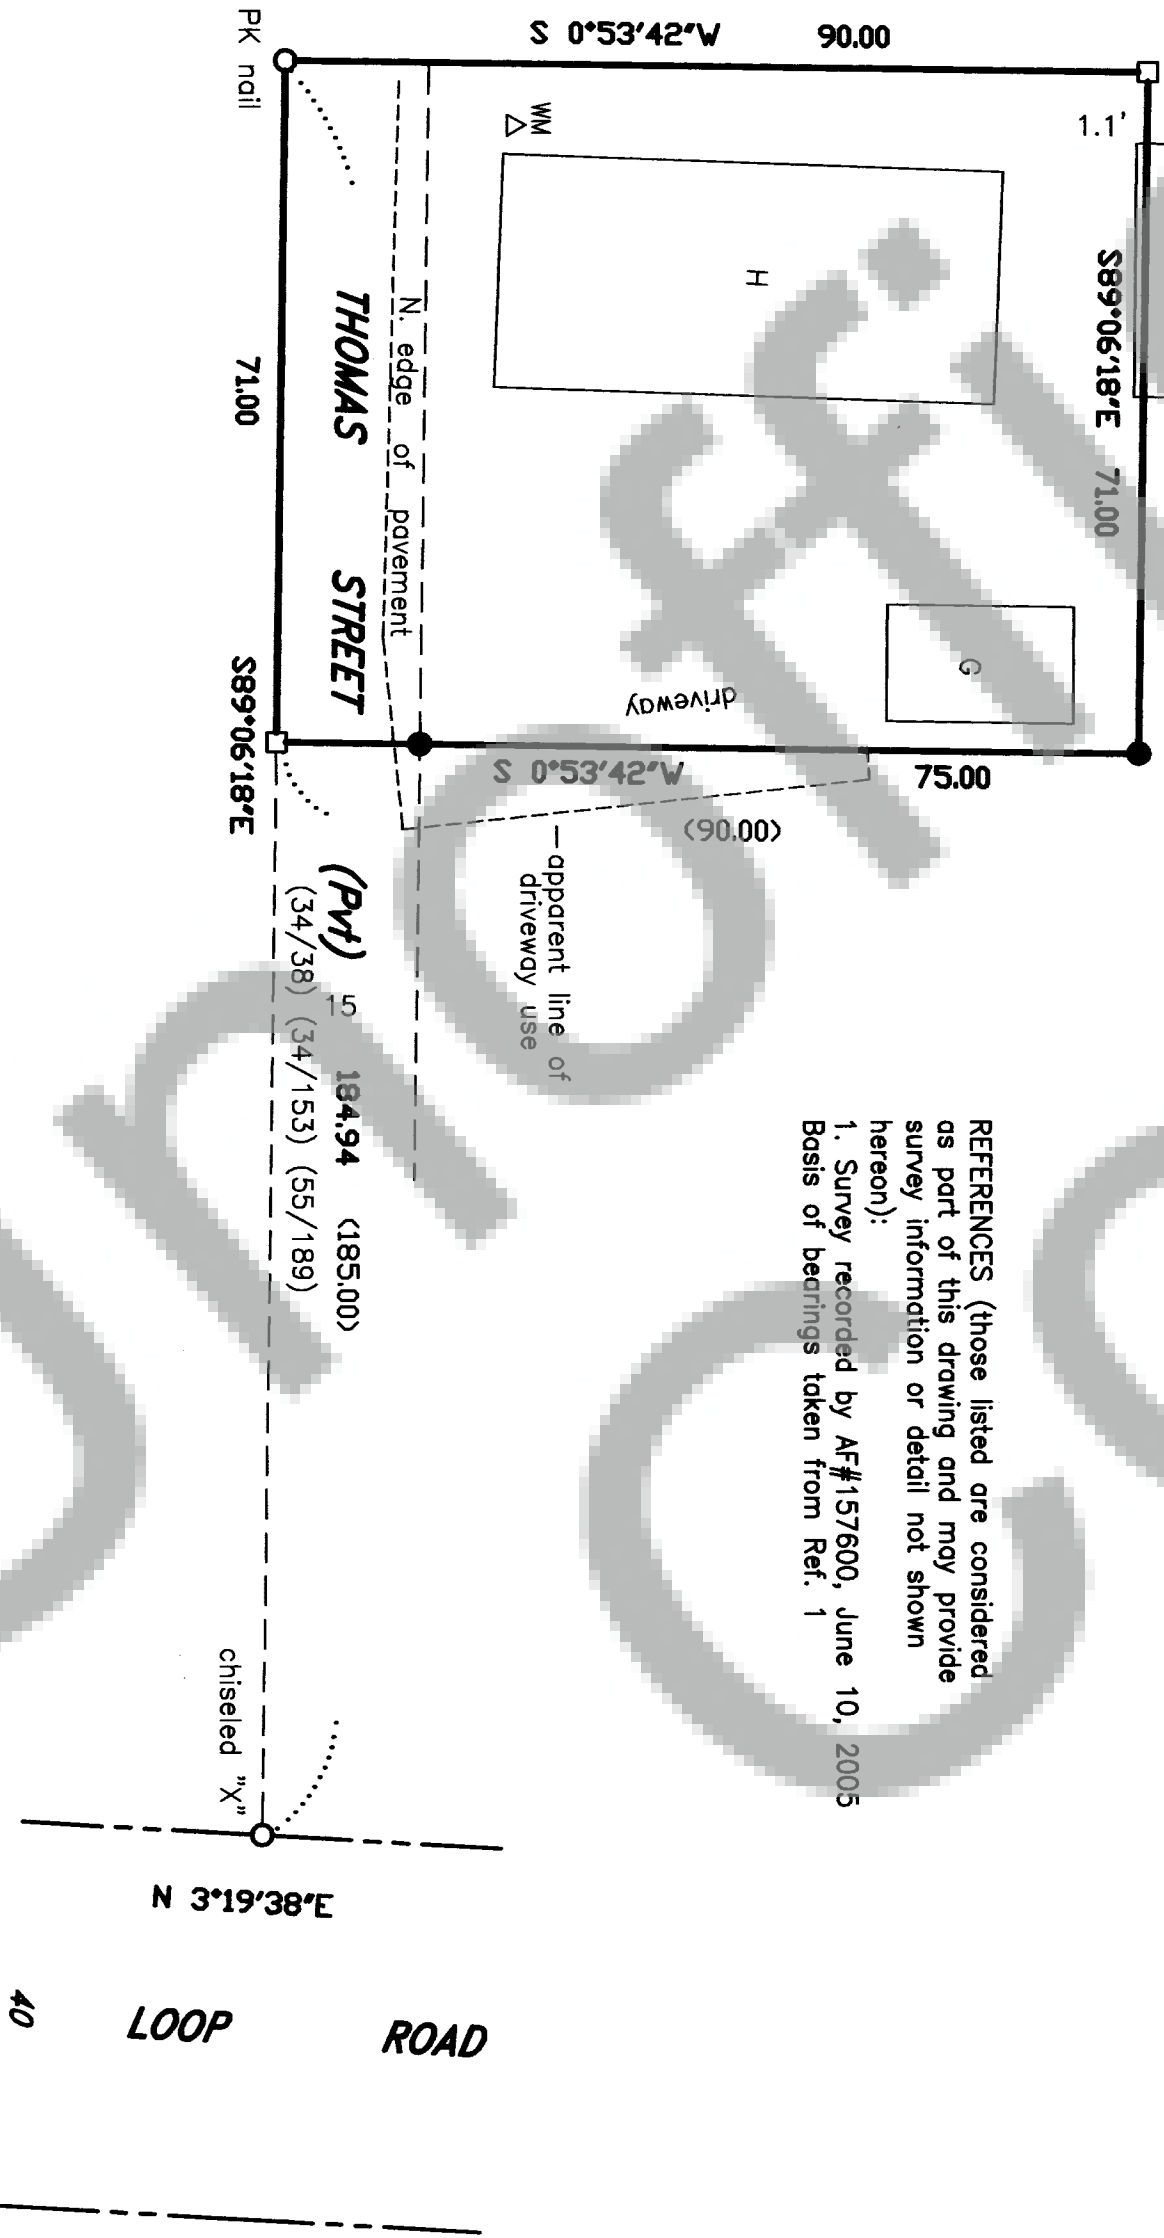 S 0°53'42"W 90.00
PK nail
WM
1.1'
H
S89°06'18"E 71.00
N. edge of pavement
THOMAS STREET
71.00
G
driveway
S89°06'18"E
S 0°53'42"W 75.00
(90.00)
apparent line of
driveway use
(Pvt)
15 184.94 (185.00)
(34/38) (34/153) (55/189)
REFERENCES (those listed are considered
as part of this drawing and may provide
survey information or detail not shown
hereon):
1. Survey recorded by AF#157600, June 10, 2005
Basis of bearings taken from Ref. 1
chiseled "X"
N 3°19'38"E
40
LOOP ROAD